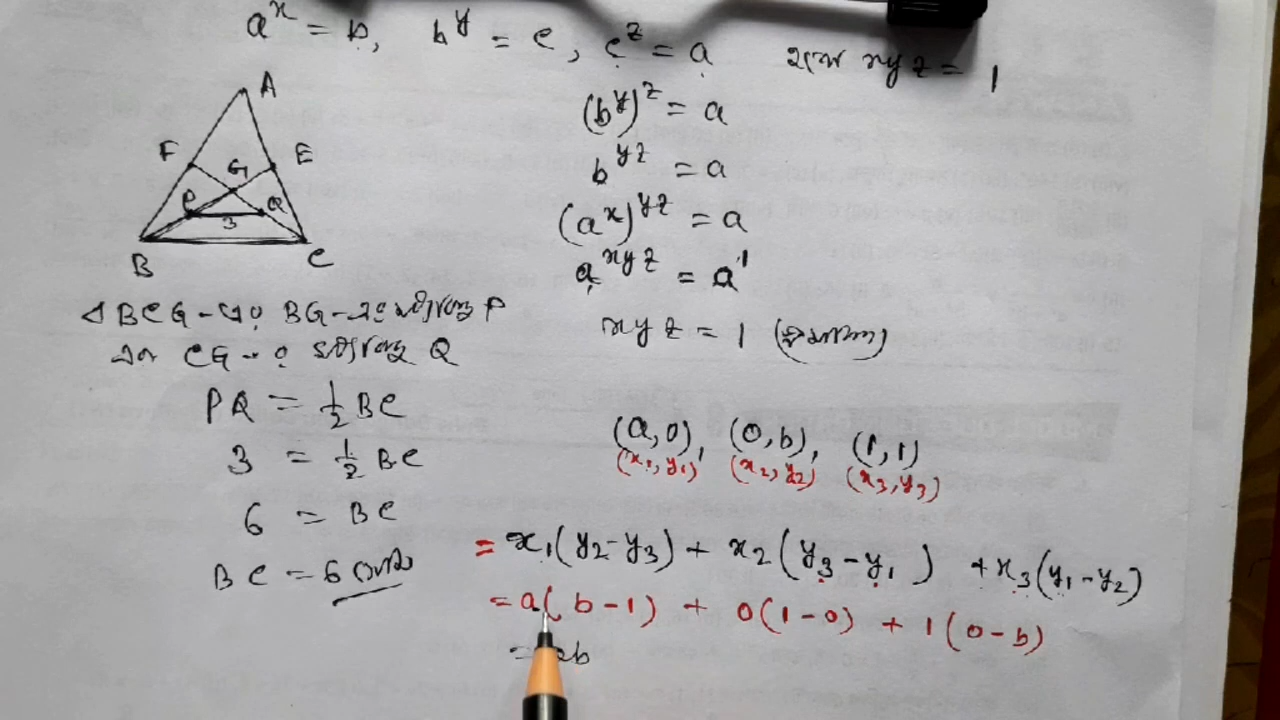 a^x = b, b^y = c, c^z = a হলে xyz = 1
(b^y)^z = a
b^yz = a
(a^x)^yz = a
a^xyz = a^1
xyz = 1 (প্রমাণিত)
A
F E
G
P Q
3
B C
△BCG-এর BG-এর মধ্যবিন্দু P
এবং CG-র মধ্যবিন্দু Q
PQ = 1/2 BC
3 = 1/2 BC
6 = BC
BC = 6 সেমি
(a,0), (0,b), (1,1)
(x₁,y₁) (x₂,y₂) (x₃,y₃)
= x₁(y₂-y₃) + x₂(y₃-y₁) + x₃(y₁-y₂)
= a(b-1) + 0(1-0) + 1(0-b)
= ab